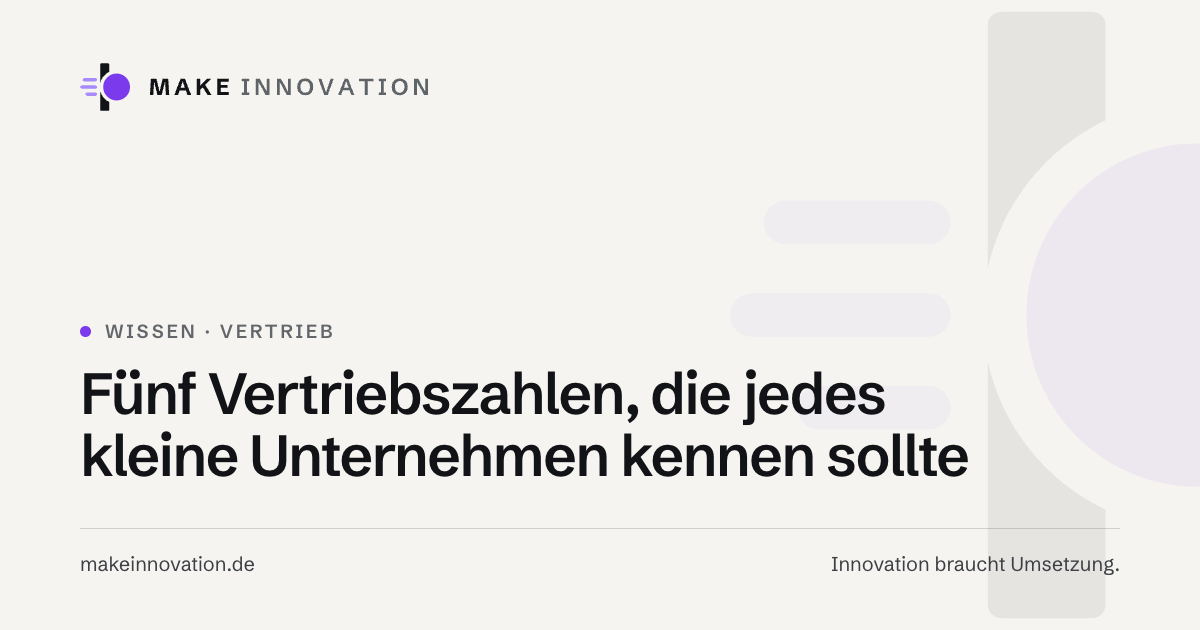 MAKE INNOVATION
WISSEN · VERTRIEB
Fünf Vertriebszahlen, die jedes
kleine Unternehmen kennen sollte
makeinnovation.de
Innovation braucht Umsetzung.